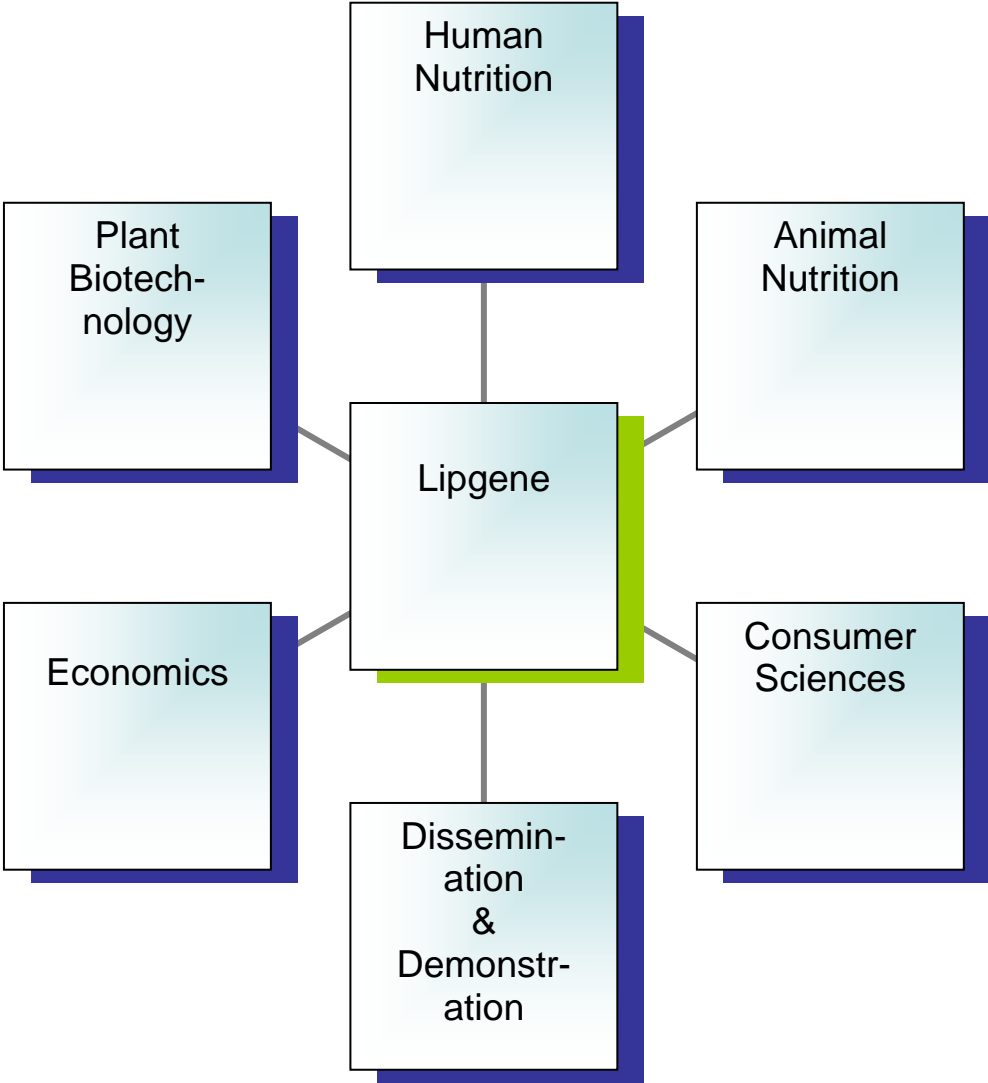 Human
Nutrition
Plant
Biotech-
nology
Animal
Nutrition
Lipgene
Economics
Consumer
Sciences
Dissemin-
ation
&
Demonstr-
ation